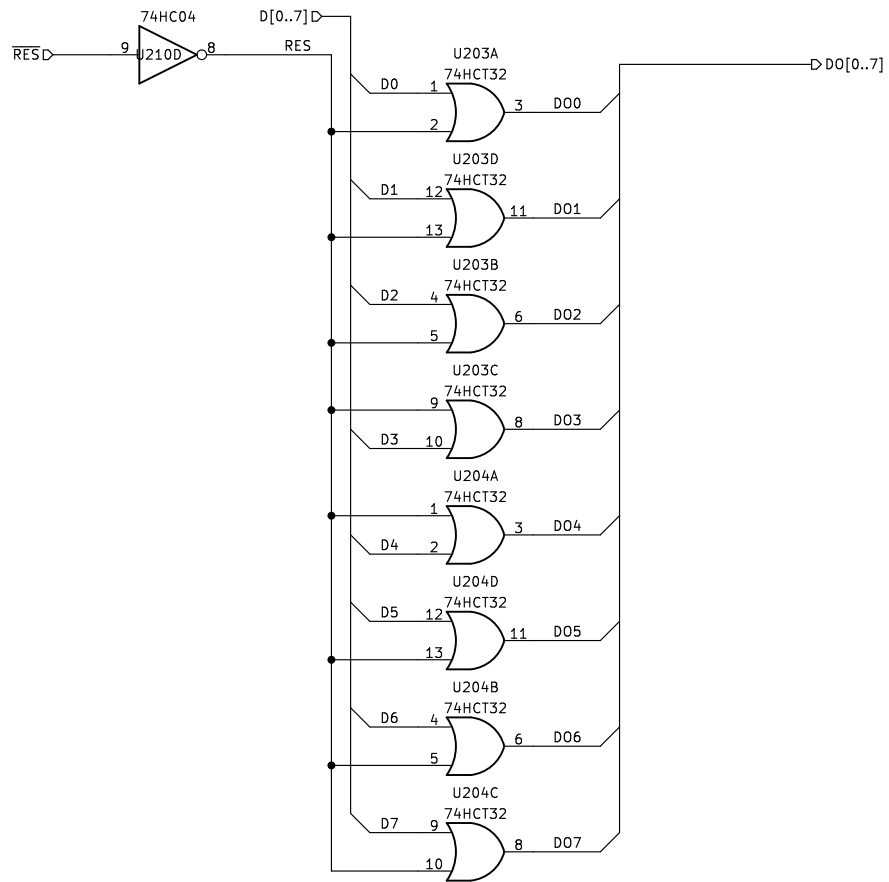 74HC04
D[0..7]
R̅E̅S̅ 9 U210D 8 RES
DO[0..7]
U203A
74HCT32
D0 1
2
3 DO0
U203D
74HCT32
D1 12
13
11 DO1
U203B
74HCT32
D2 4
5
6 DO2
U203C
74HCT32
9
D3 10
8 DO3
U204A
74HCT32
1
D4 2
3 DO4
U204D
74HCT32
D5 12
13
11 DO5
U204B
74HCT32
D6 4
5
6 DO6
U204C
74HCT32
D7 9
10
8 DO7